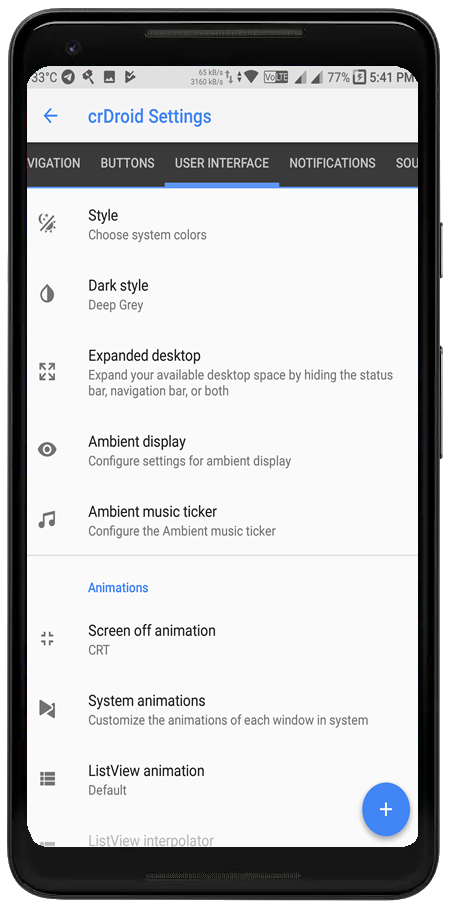 33°C 65 kB/s 3160 kB/s VoLTE 77% 5:41 PM
crDroid Settings
VIGATION BUTTONS USER INTERFACE NOTIFICATIONS SOU
Style
Choose system colors
Dark style
Deep Grey
Expanded desktop
Expand your available desktop space by hiding the status
bar, navigation bar, or both
Ambient display
Configure settings for ambient display
Ambient music ticker
Configure the Ambient music ticker
Animations
Screen off animation
CRT
System animations
Customize the animations of each window in system
ListView animation
Default
ListView interpolator